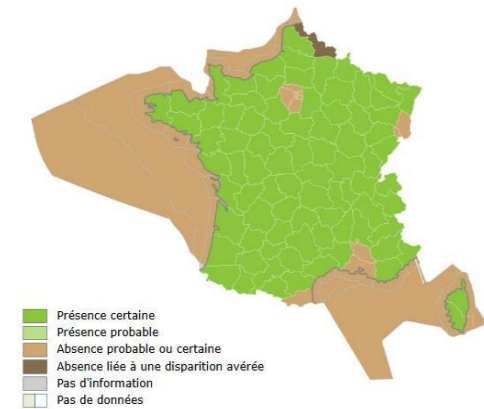 Présence certaine
Présence probable
Absence probable ou certaine
Absence liée à une disparition avérée
Pas d'information
Pas de données